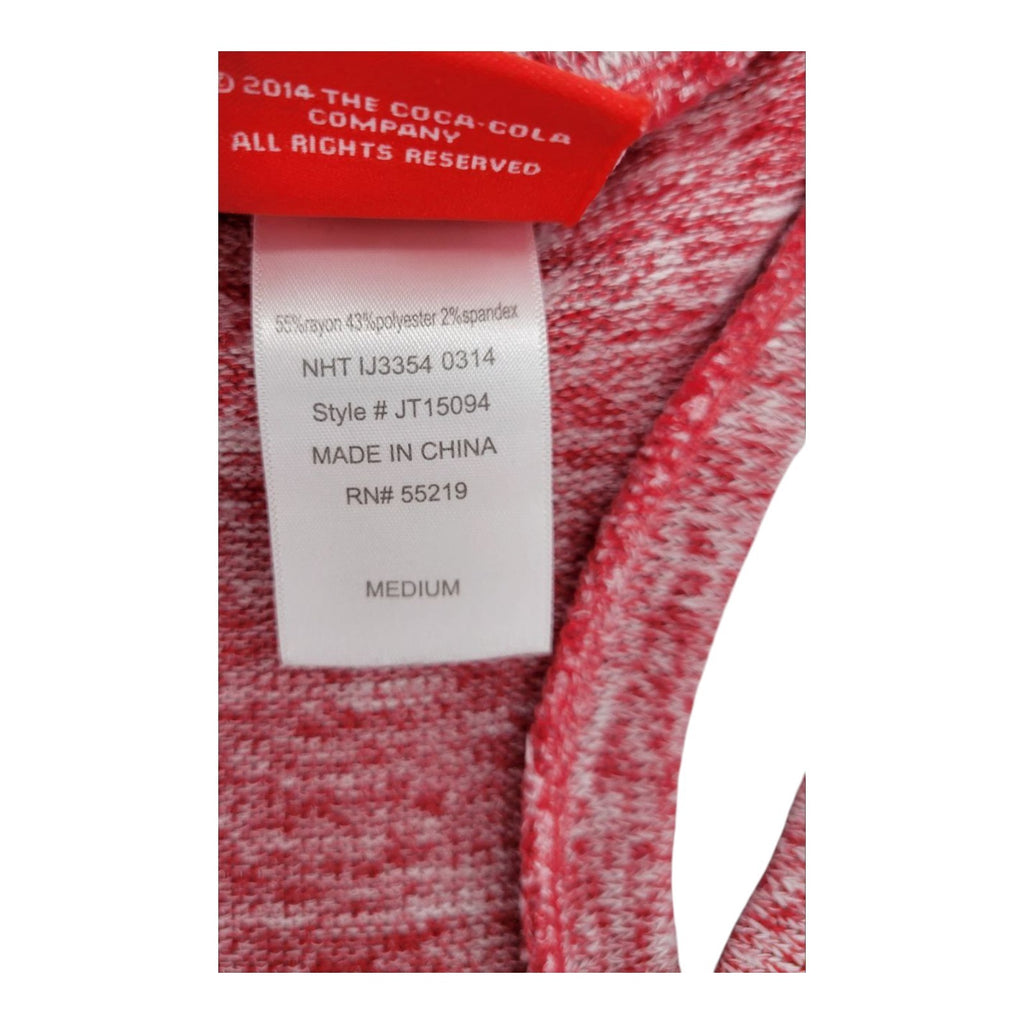 © 2014 THE COCA-COLA
COMPANY
ALL RIGHTS RESERVED
55%rayon 43%polyester 2%spandex
NHT IJ3354 0314
Style # JT15094
MADE IN CHINA
RN# 55219
MEDIUM